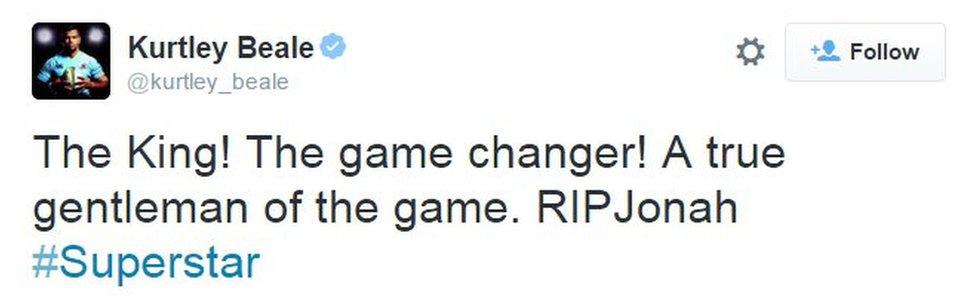 Kurtley Beale
@kurtley_beale
Follow
The King! The game changer! A true
gentleman of the game. RIPJonah
#Superstar